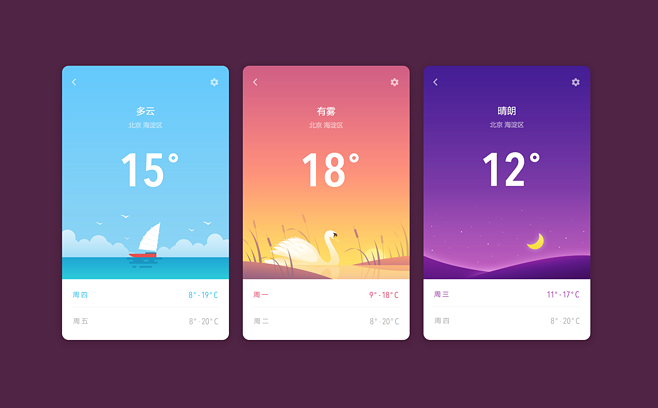 多云
北京 海淀区
15°
周四 8°-19°C
周五 8°-20°C
有雾
北京 海淀区
18°
周一 9°-18°C
周二 8°-20°C
晴朗
北京 海淀区
12°
周三 11°-17°C
周四 8°-20°C